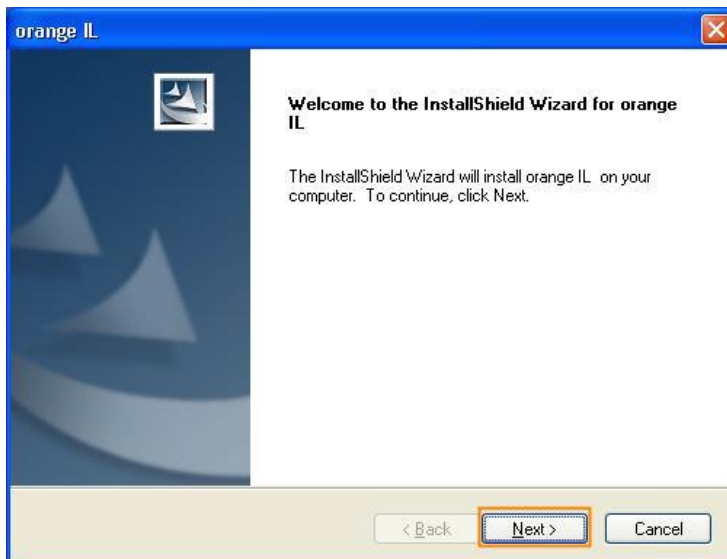 orange IL
Welcome to the InstallShield Wizard for orange
IL
The InstallShield Wizard will install orange IL  on your
computer.  To continue, click Next.
< Back
Next >
Cancel